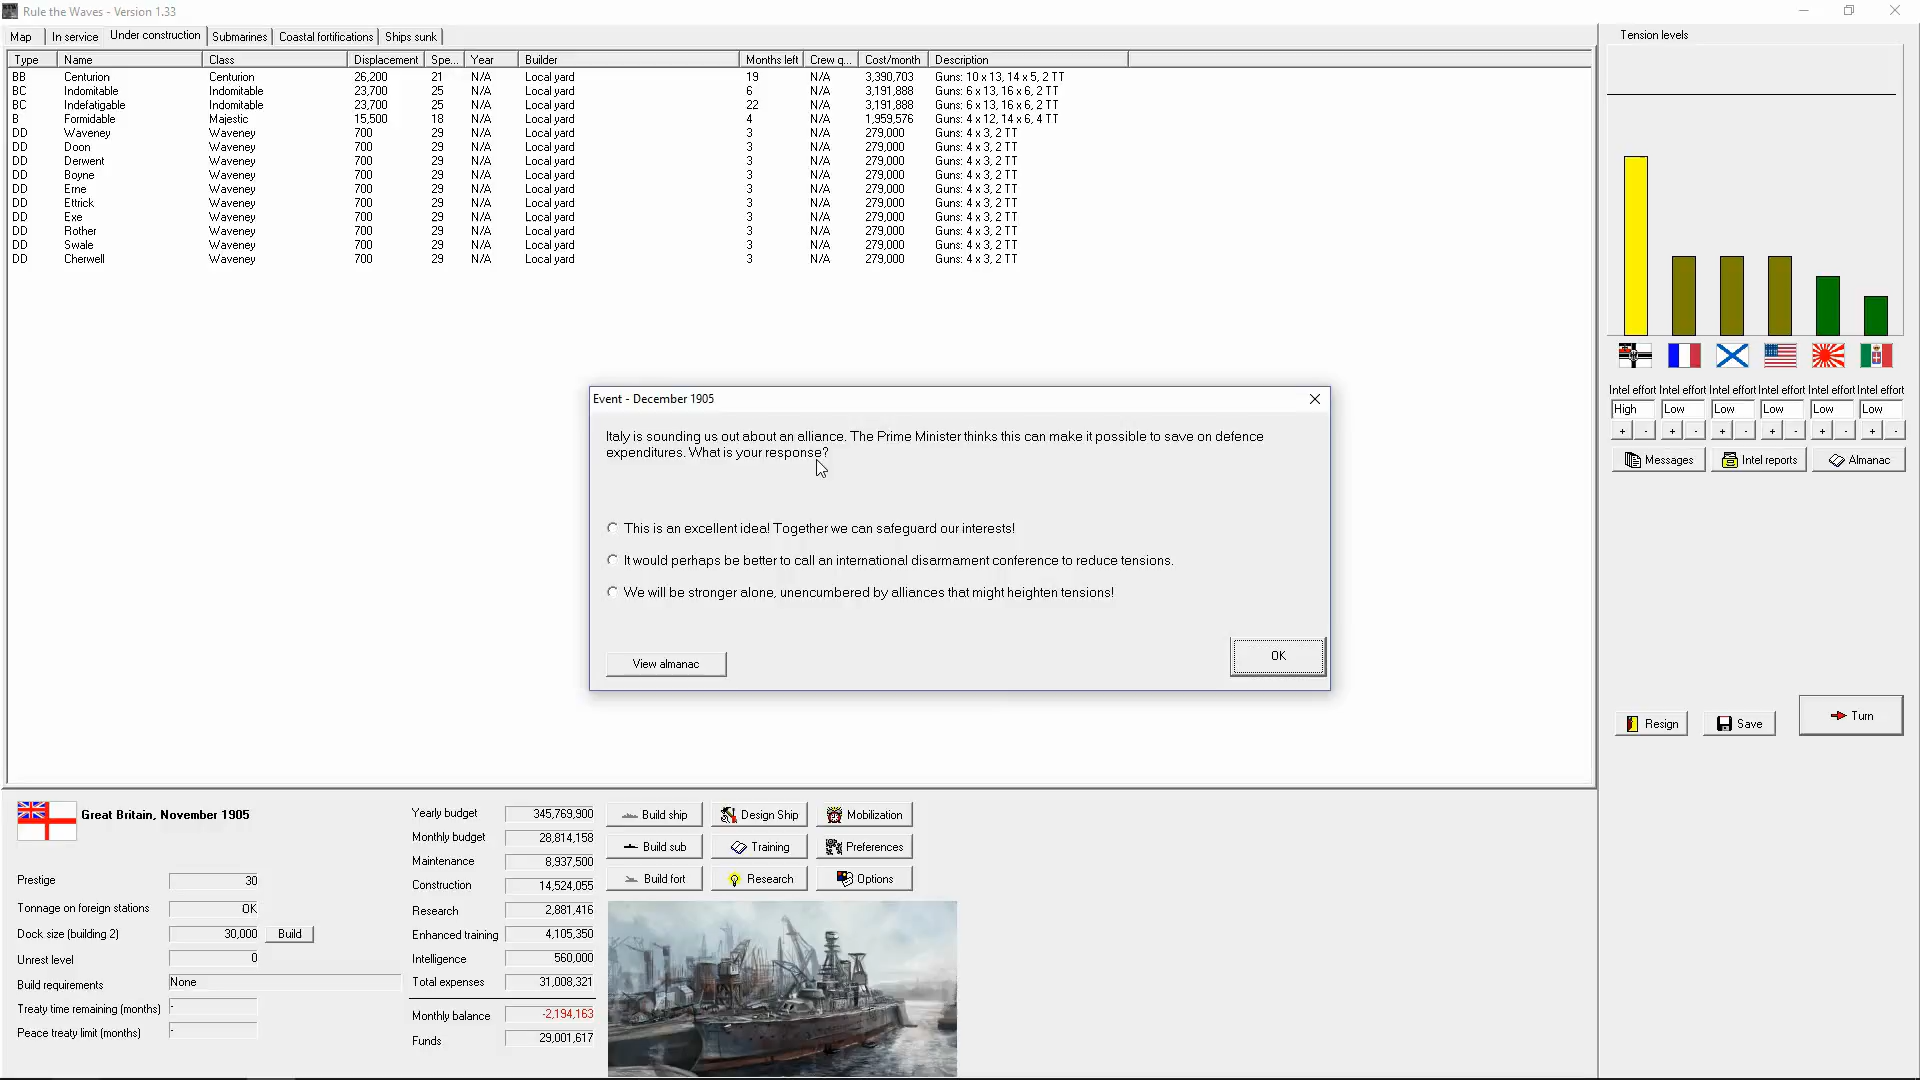 Rule the Waves - Version 1.33
Map In service Under construction Submarines Coastal fortifications Ships sunk
Type Name Class Displacement Spe... Year Builder Months left Crew q... Cost/month Description
BB Centurion Centurion 26,200 21 N/A Local yard 19 N/A 3,390,703 Guns: 10 x 13, 14 x 5, 2 TT
BC Indomitable Indomitable 23,700 25 N/A Local yard 6 N/A 3,191,888 Guns: 6 x 13, 16 x 6, 2 TT
BC Indefatigable Indomitable 23,700 25 N/A Local yard 22 N/A 3,191,888 Guns: 6 x 13, 16 x 6, 2 TT
B Formidable Majestic 15,500 18 N/A Local yard 4 N/A 1,959,576 Guns: 4 x 12, 14 x 6, 4 TT
DD Waveney Waveney 700 29 N/A Local yard 3 N/A 279,000 Guns: 4 x 3, 2 TT
DD Doon Waveney 700 29 N/A Local yard 3 N/A 279,000 Guns: 4 x 3, 2 TT
DD Derwent Waveney 700 29 N/A Local yard 3 N/A 279,000 Guns: 4 x 3, 2 TT
DD Boyne Waveney 700 29 N/A Local yard 3 N/A 279,000 Guns: 4 x 3, 2 TT
DD Erne Waveney 700 29 N/A Local yard 3 N/A 279,000 Guns: 4 x 3, 2 TT
DD Ettrick Waveney 700 29 N/A Local yard 3 N/A 279,000 Guns: 4 x 3, 2 TT
DD Exe Waveney 700 29 N/A Local yard 3 N/A 279,000 Guns: 4 x 3, 2 TT
DD Rother Waveney 700 29 N/A Local yard 3 N/A 279,000 Guns: 4 x 3, 2 TT
DD Swale Waveney 700 29 N/A Local yard 3 N/A 279,000 Guns: 4 x 3, 2 TT
DD Cherwell Waveney 700 29 N/A Local yard 3 N/A 279,000 Guns: 4 x 3, 2 TT
Event - December 1905
Italy is sounding us out about an alliance. The Prime Minister thinks this can make it possible to save on defence
expenditures. What is your response?
This is an excellent idea! Together we can safeguard our interests!
It would perhaps be better to call an international disarmament conference to reduce tensions.
We will be stronger alone, unencumbered by alliances that might heighten tensions!
View almanac OK
Tension levels
Intel effort Intel effort Intel effort Intel effort Intel effort Intel effort
High Low Low Low Low Low
+ - + - + - + - + - + -
Messages Intel reports Almanac
Resign Save Turn
Great Britain, November 1905
Prestige 30
Tonnage on foreign stations OK
Dock size (building 2) 30,000 Build
Unrest level 0
Build requirements None
Treaty time remaining (months) -
Peace treaty limit (months) -
Yearly budget 345,769,900
Monthly budget 28,814,158
Maintenance 8,937,500
Construction 14,524,055
Research 2,881,416
Enhanced training 4,105,350
Intelligence 560,000
Total expenses 31,008,321
Monthly balance -2,194,163
Funds 29,001,617
Build ship Design Ship Mobilization
Build sub Training Preferences
Build fort Research Options